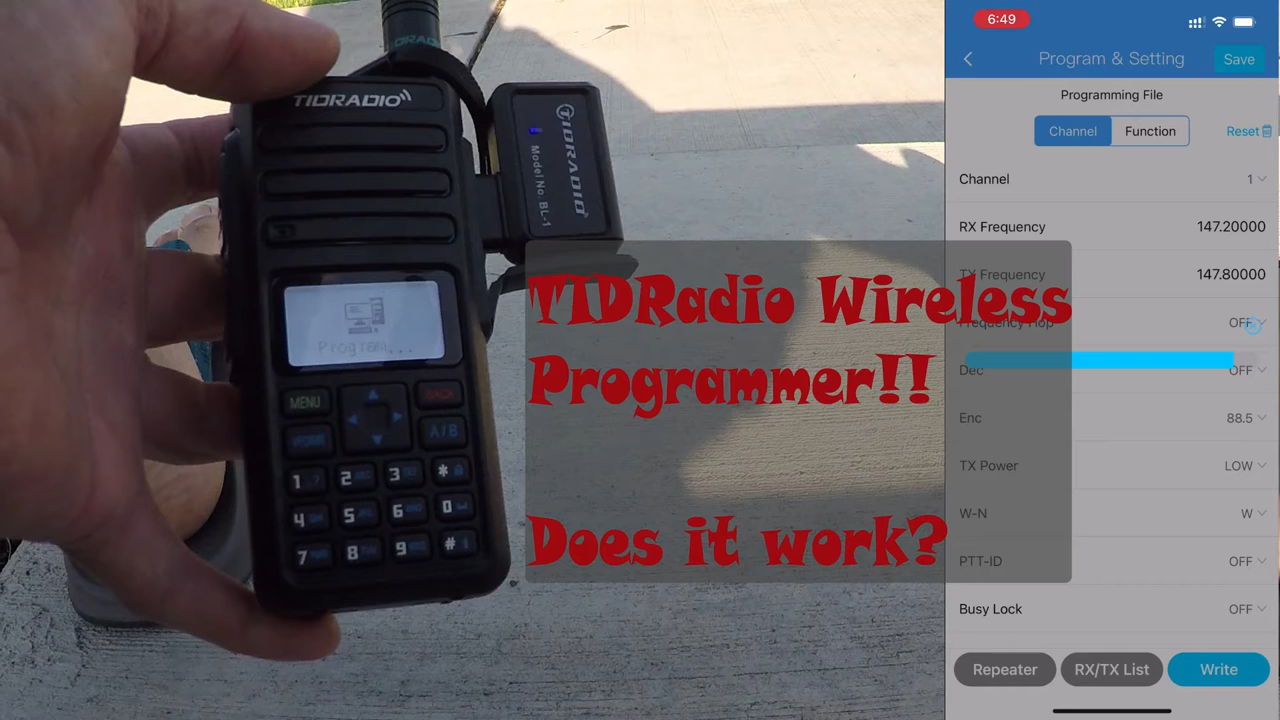 TIDRADIO
TIDRADIO
Model No. BL-1
Program...
MENU
A/B
1
2
3
*
4
5
6
0
7
8
9
#
TIDRadio Wireless
Programmer!!
Does it work?
6:49
Program & Setting
Save
Programming File
Channel
Function
Reset
Channel 1
RX Frequency 147.20000
TX Frequency 147.80000
Frequency Hop OFF
Dec OFF
Enc 88.5
TX Power LOW
W-N W
PTT-ID OFF
Busy Lock OFF
Repeater
RX/TX List
Write